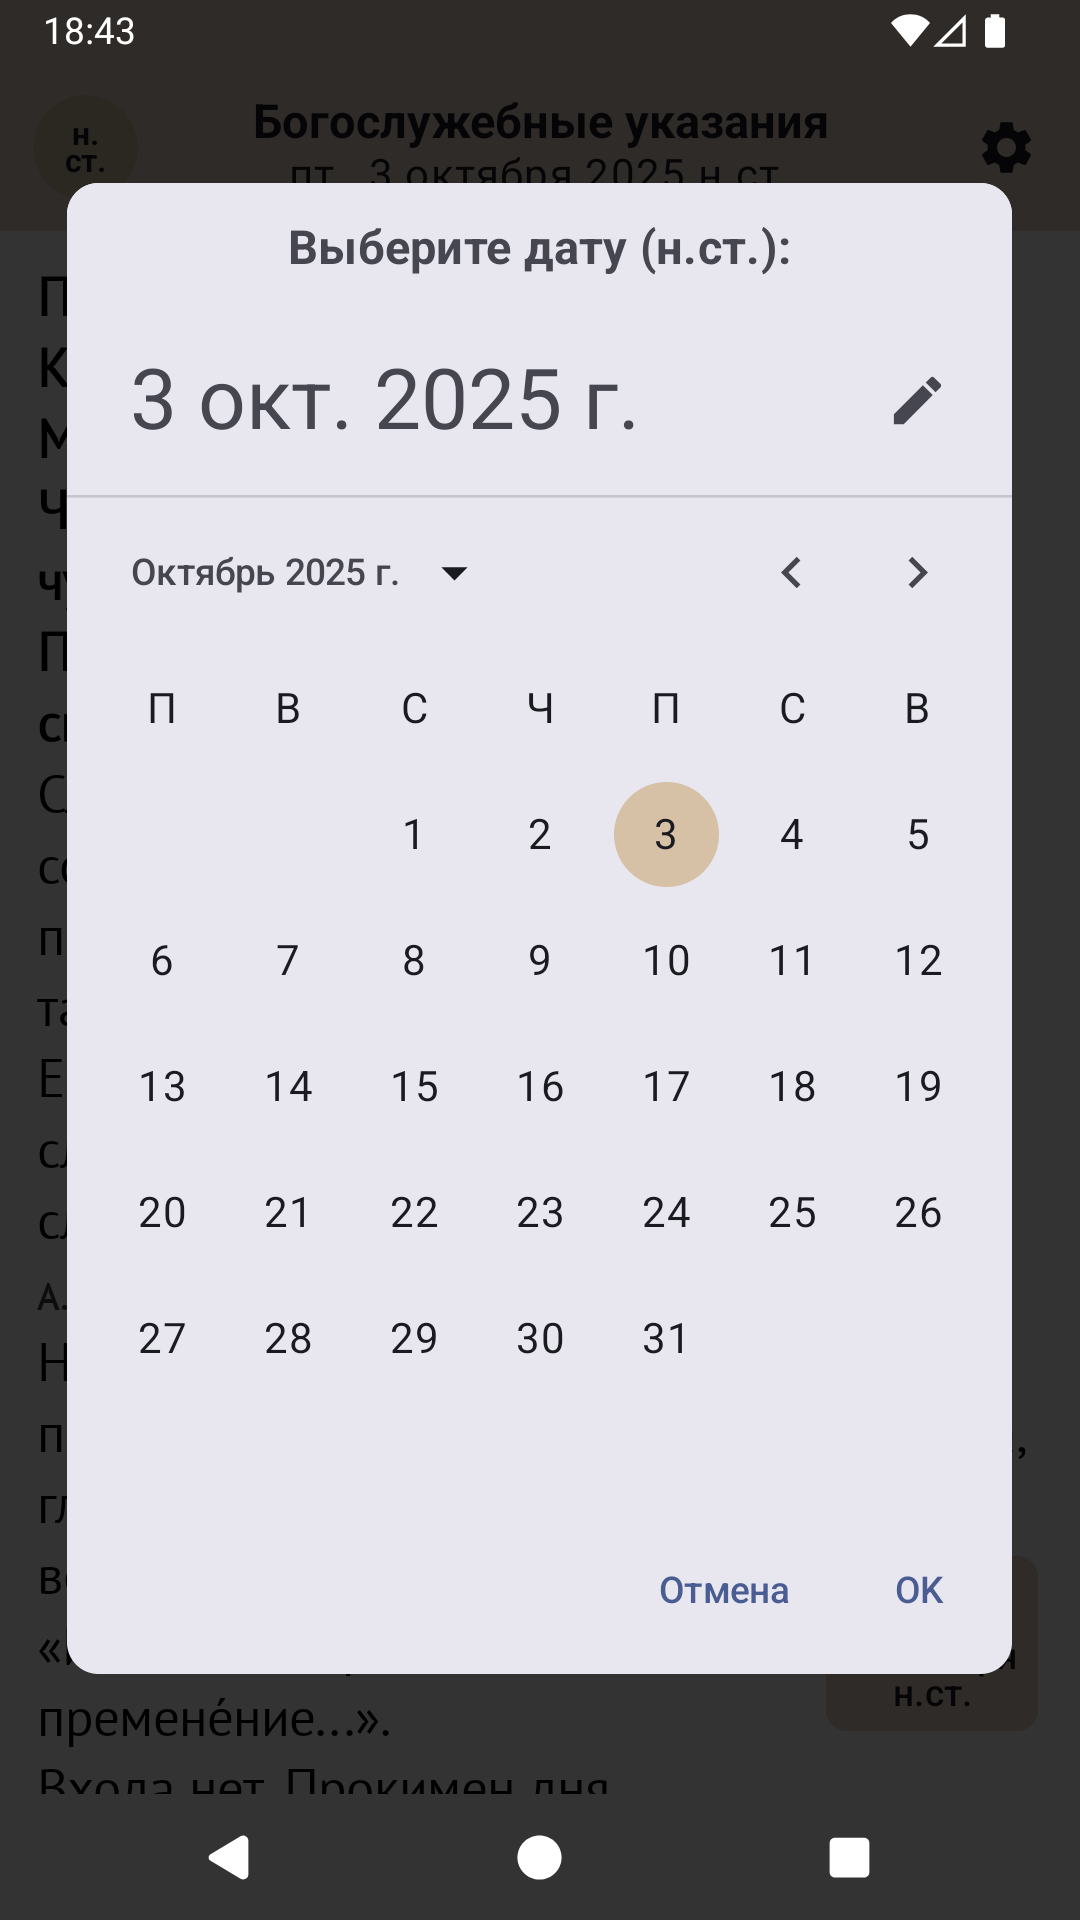 18:43
н.
ст.
Богослужебные указания
пт., 3 октября 2025 н.ст.
Выберите дату (н.ст.):
3 окт. 2025 г.
Октябрь 2025 г.
П В С Ч П С В
1 2 3 4 5
6 7 8 9 10 11 12
13 14 15 16 17 18 19
20 21 22 23 24 25 26
27 28 29 30 31
Отмена OK
н.ст.
премене́ние...».
Входа нет. Прокимен дня